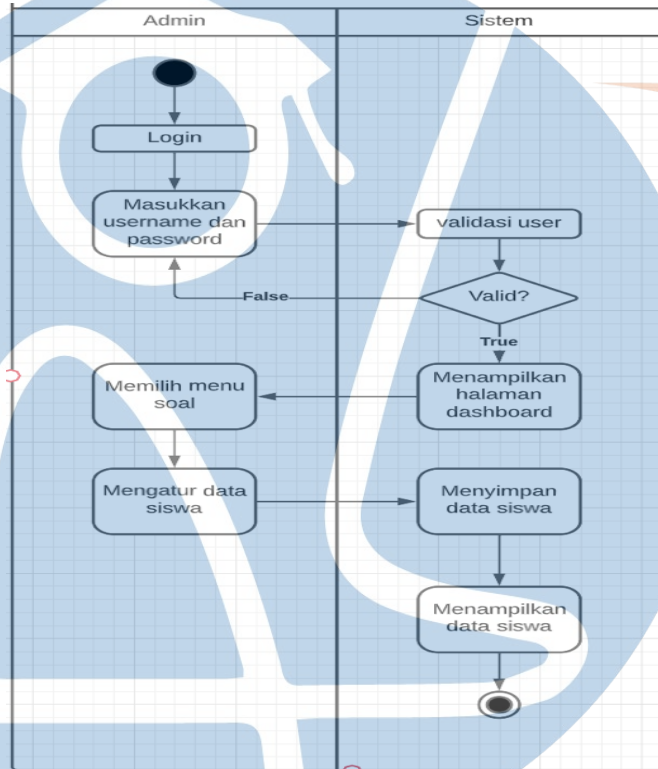 Admin
Sistem
Login
Masukkan
username dan
password
validasi user
False
Valid?
True
Memilih menu
soal
Menampilkan
halaman
dashboard
Mengatur data
siswa
Menyimpan
data siswa
Menampilkan
data siswa